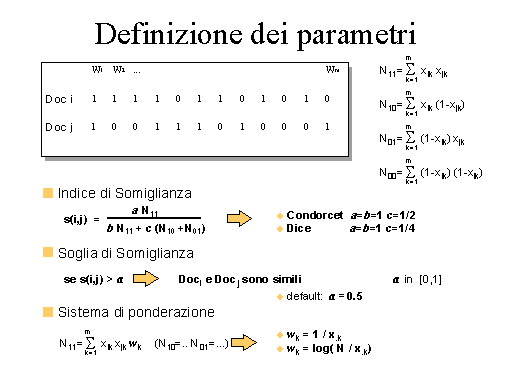 Definizione dei parametri
W1 W2 ... Wm
Doc i 1 1 1 1 0 1 1 0 1 0 1 0
Doc j 1 0 0 1 1 1 0 1 0 0 0 1
N11= m Σ k=1 xik xjk
N10= m Σ k=1 xik (1-xjk)
N01= m Σ k=1 (1-xik) xjk
N00= m Σ k=1 (1-xik) (1-xjk)
Indice di Somiglianza
s(i,j) = a N11 / b N11 + c (N10 +N01)
Condorcet a=b=1 c=1/2
Dice a=b=1 c=1/4
Soglia di Somiglianza
se s(i,j) > α Doci e Docj sono simili α in [0,1]
default: α = 0.5
Sistema di ponderazione
N11= m Σ k=1 xik xjk wk (N10=.. N01=...)
wk = 1 / x.k
wk = log( N / x.k)